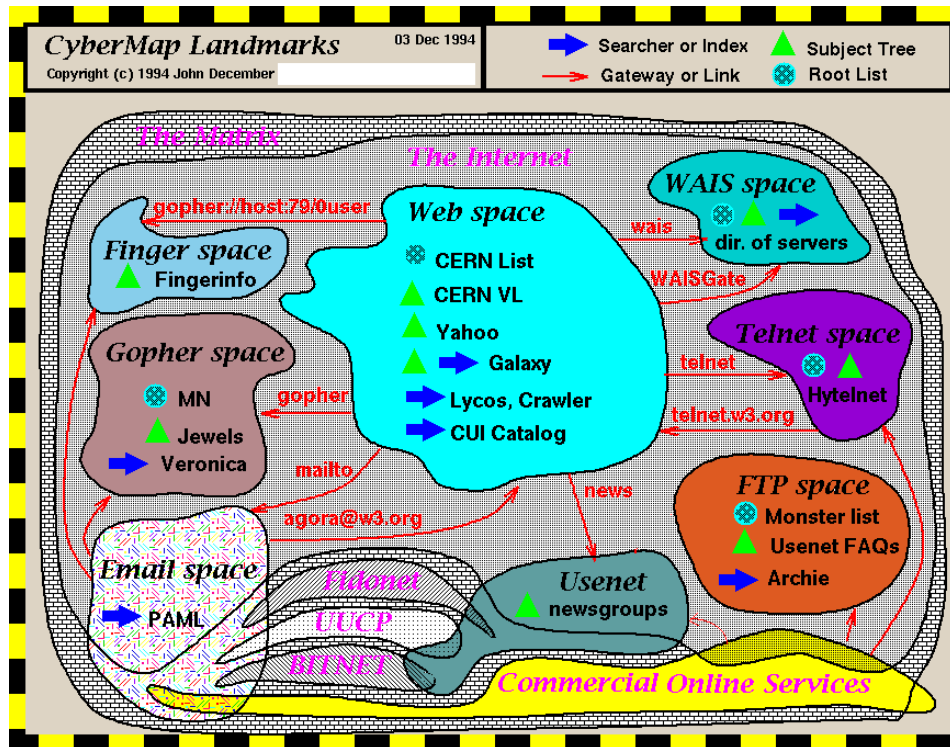 CyberMap Landmarks
03 Dec 1994
Copyright (c) 1994 John December
Searcher or Index
Subject Tree
Gateway or Link
Root List
The Matrix
The Internet
WAIS space
dir. of servers
gopher://host:79/0user
Web space
wais
Finger space
Fingerinfo
CERN List
CERN VL
Yahoo
Galaxy
Lycos, Crawler
CUI Catalog
WAISGate
Telnet space
Hytelnet
telnet
telnet.w3.org
Gopher space
MN
Jewels
Veronica
gopher
mailto
agora@w3.org
news
FTP space
Monster list
Usenet FAQs
Archie
Email space
PAML
Fidonet
UUCP
BITNET
Usenet
newsgroups
Commercial Online Services